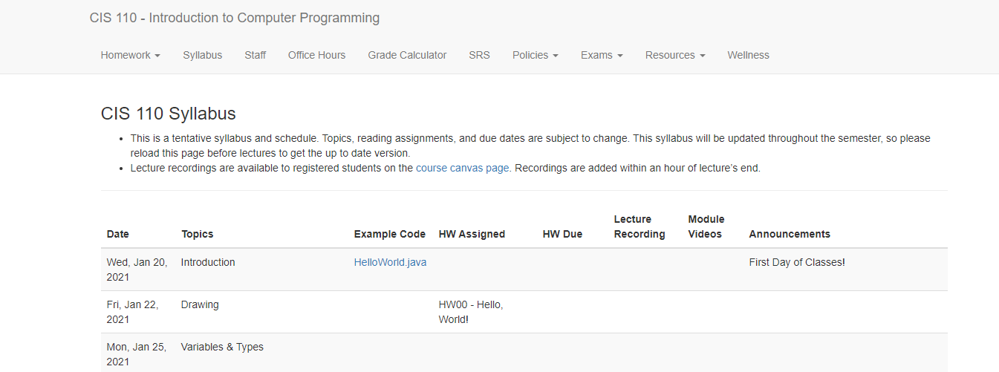 CIS 110 - Introduction to Computer Programming
Homework Syllabus Staff Office Hours Grade Calculator SRS Policies Exams Resources Wellness
CIS 110 Syllabus
• This is a tentative syllabus and schedule. Topics, reading assignments, and due dates are subject to change. This syllabus will be updated throughout the semester, so please
reload this page before lectures to get the up to date version.
• Lecture recordings are available to registered students on the course canvas page. Recordings are added within an hour of lecture’s end.
Lecture Module
Date Topics Example Code HW Assigned HW Due Recording Videos Announcements
Wed, Jan 20, Introduction HelloWorld.java First Day of Classes!
2021
Fri, Jan 22, Drawing HW00 - Hello,
2021 World!
Mon, Jan 25, Variables & Types
2021